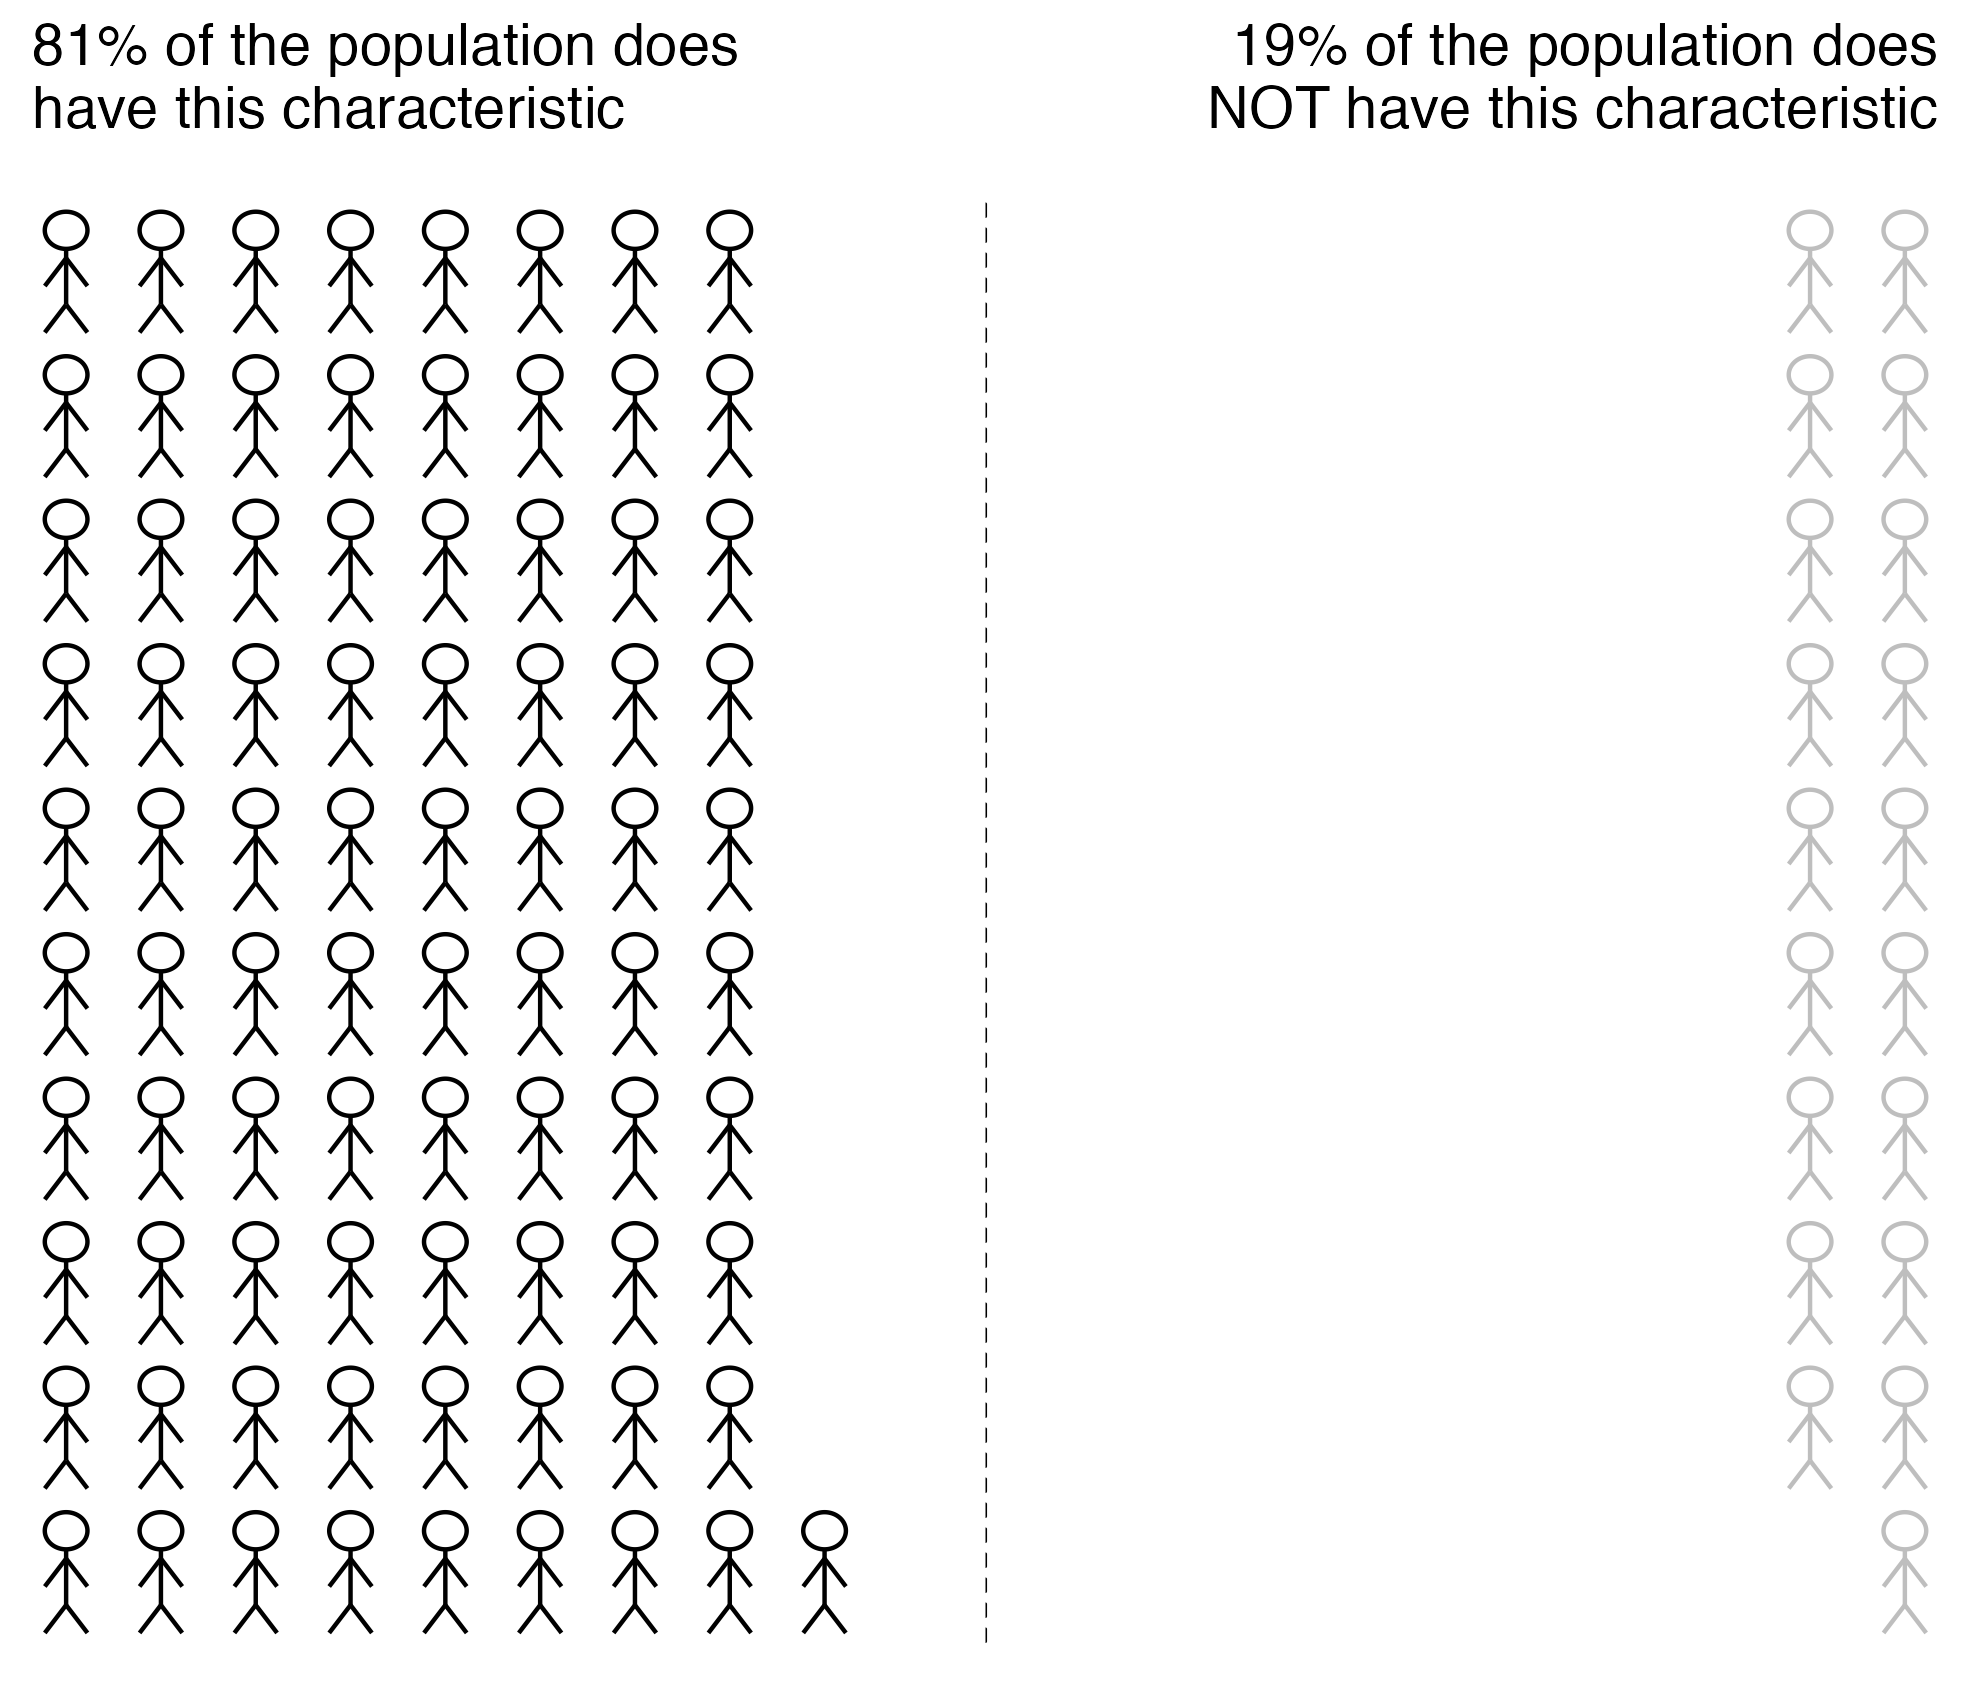 81% of the population does
have this characteristic
19% of the population does
NOT have this characteristic